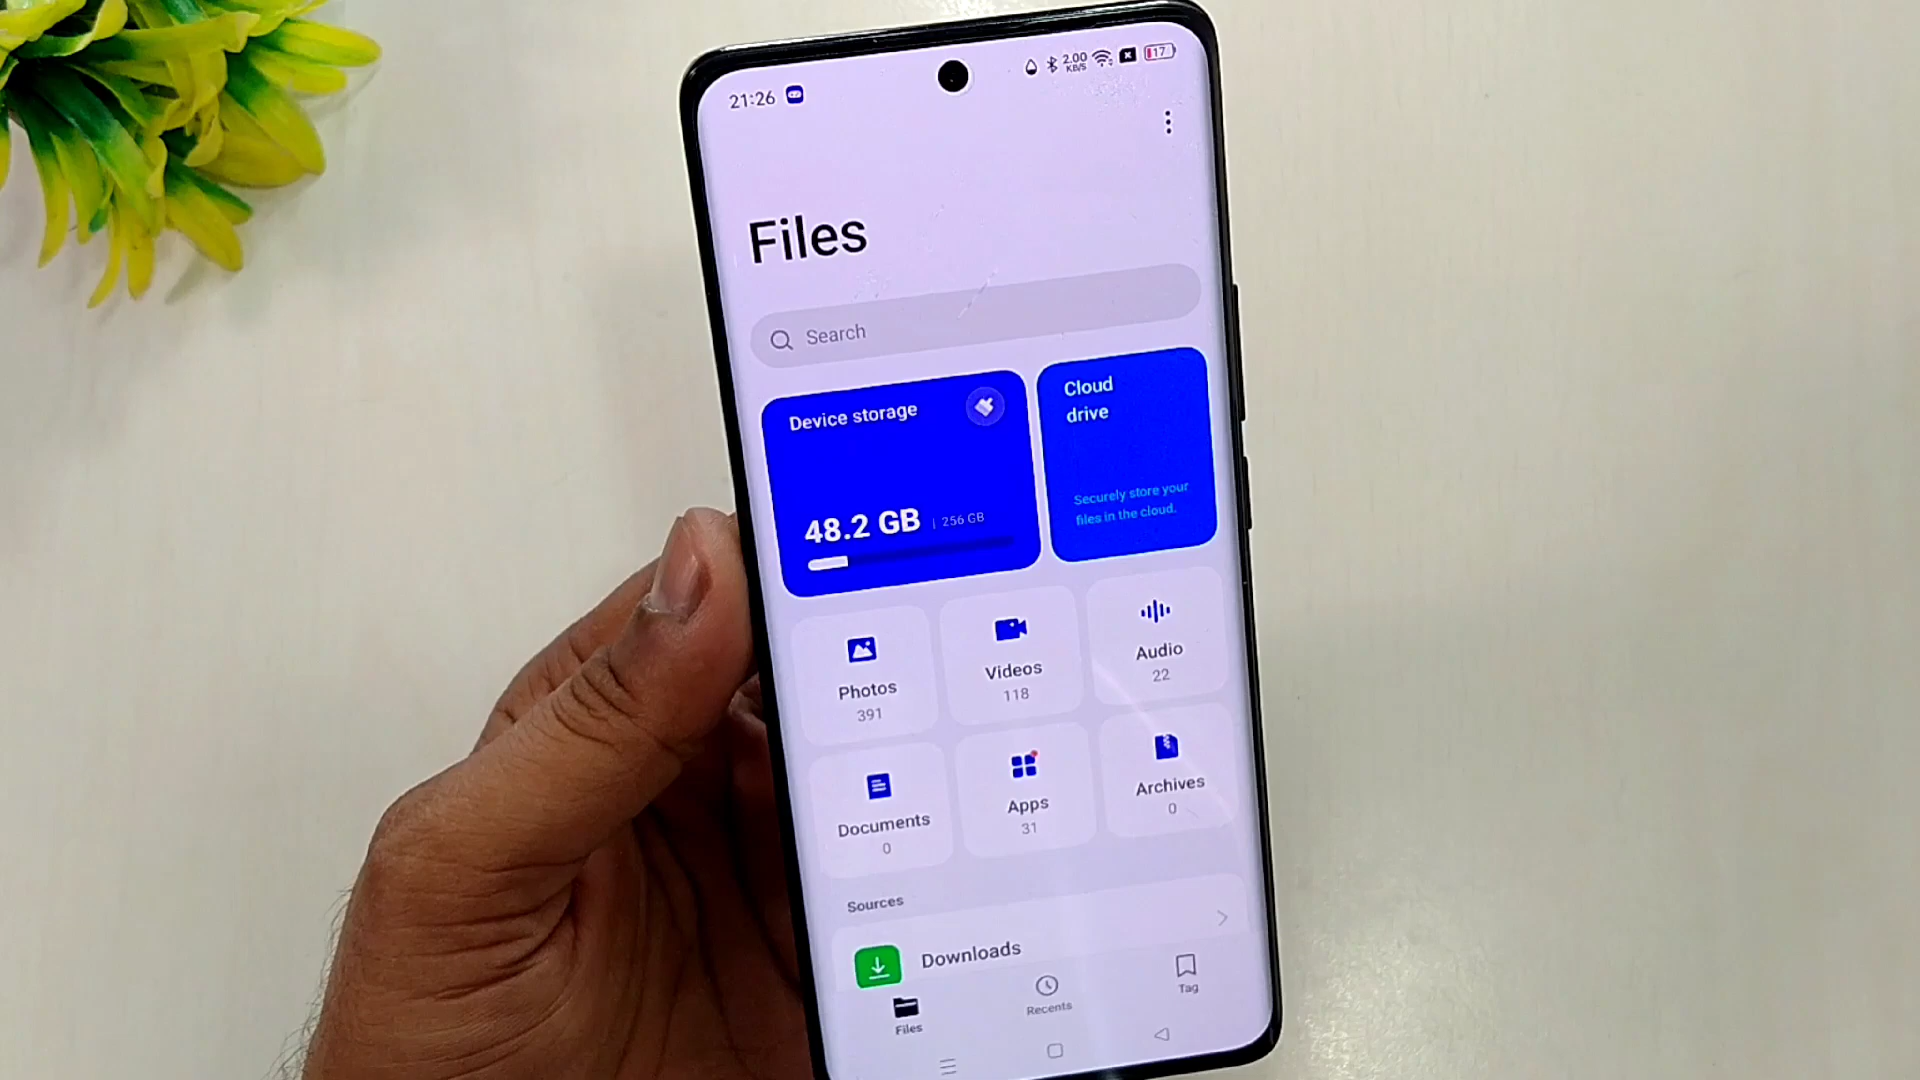 21:26
2.00
KB/S
17
Files
Search
Device storage
48.2 GB | 256 GB
Cloud
drive
Securely store your
files in the cloud.
Photos
391
Videos
118
Audio
22
Documents
0
Apps
31
Archives
0
Sources
Downloads
Files
Recents
Tag